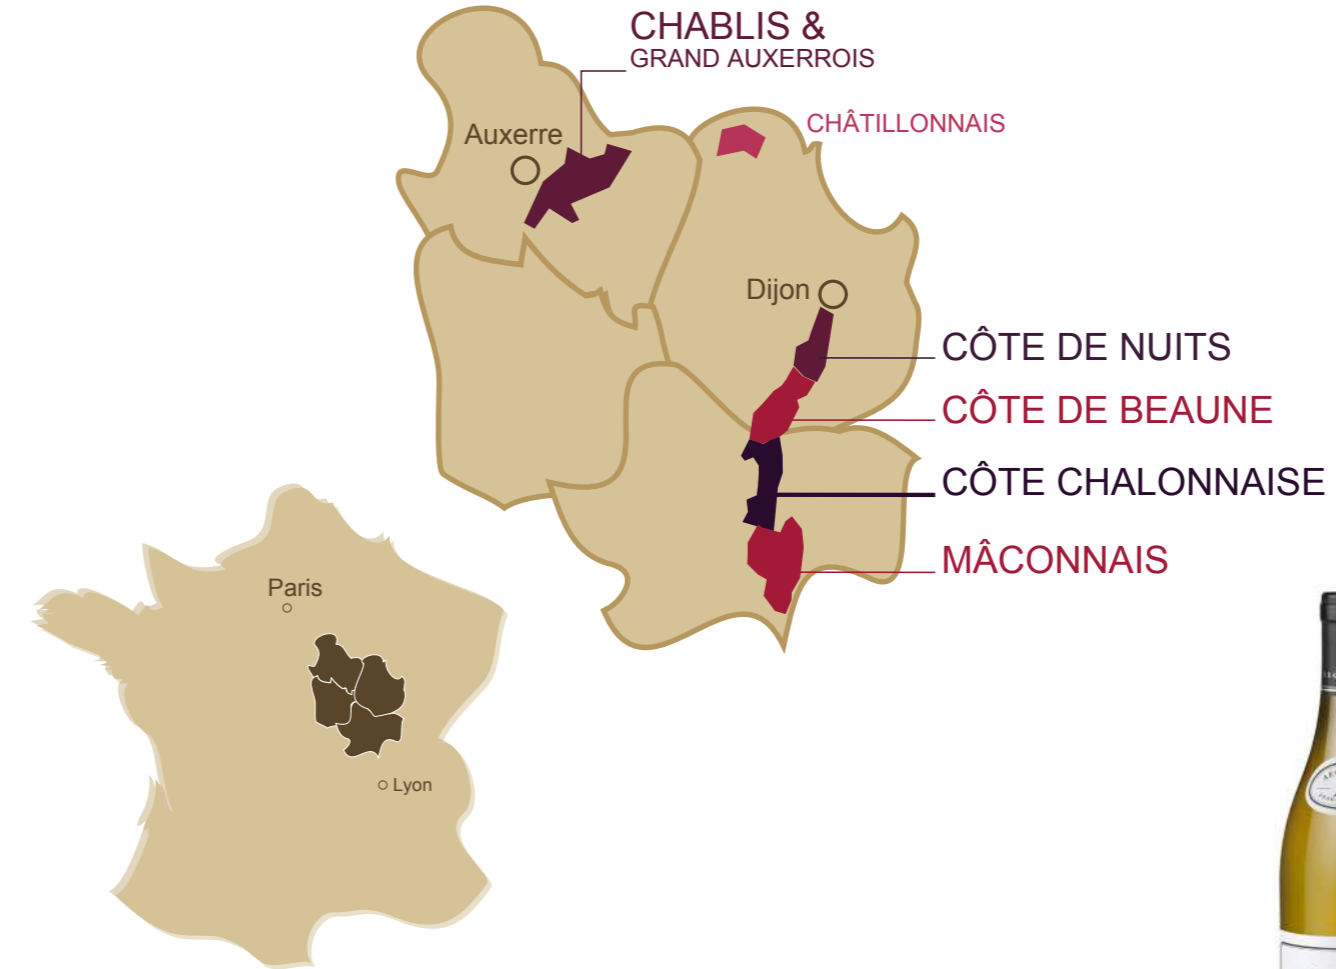 CHABLIS &
GRAND AUXERROIS
CHÂTILLONNAIS
Auxerre
Dijon
CÔTE DE NUITS
CÔTE DE BEAUNE
CÔTE CHALONNAISE
MÂCONNAIS
Paris
Lyon